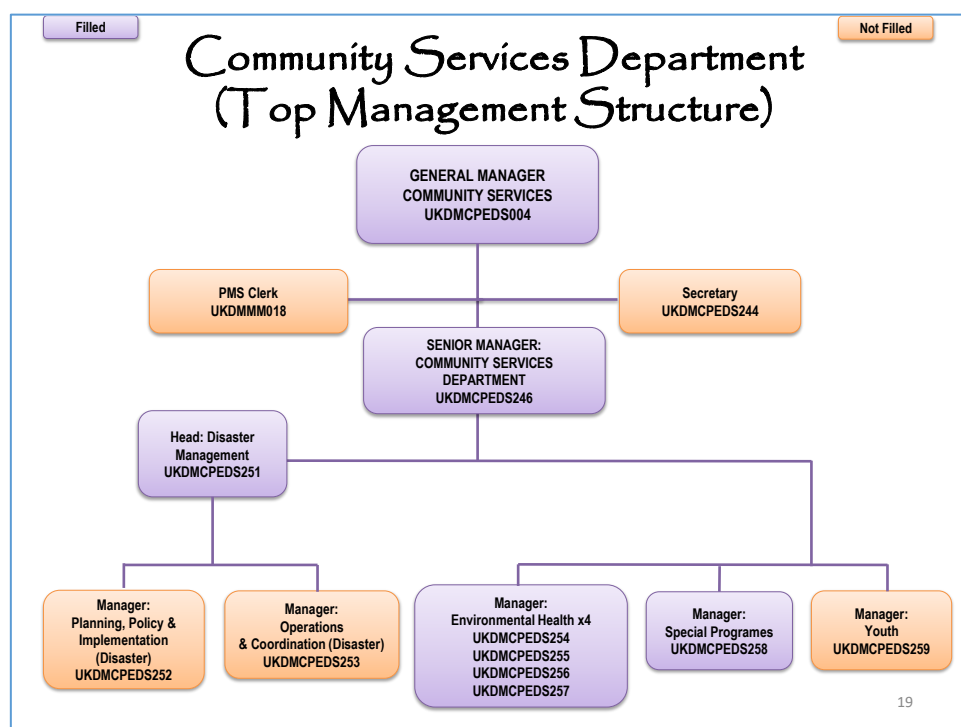 Filled
Not Filled
Community Services Department
(Top Management Structure)
GENERAL MANAGER
COMMUNITY SERVICES
UKDMCPEDS004
PMS Clerk
UKDMMM018
Secretary
UKDMCPEDS244
SENIOR MANAGER:
COMMUNITY SERVICES
DEPARTMENT
UKDMCPEDS246
Head: Disaster
Management
UKDMCPEDS251
Manager:
Planning, Policy &
Implementation
(Disaster)
UKDMCPEDS252
Manager:
Operations
& Coordination (Disaster)
UKDMCPEDS253
Manager:
Environmental Health x4
UKDMCPEDS254
UKDMCPEDS255
UKDMCPEDS256
UKDMCPEDS257
Manager:
Special Programes
UKDMCPEDS258
Manager:
Youth
UKDMCPEDS259
19